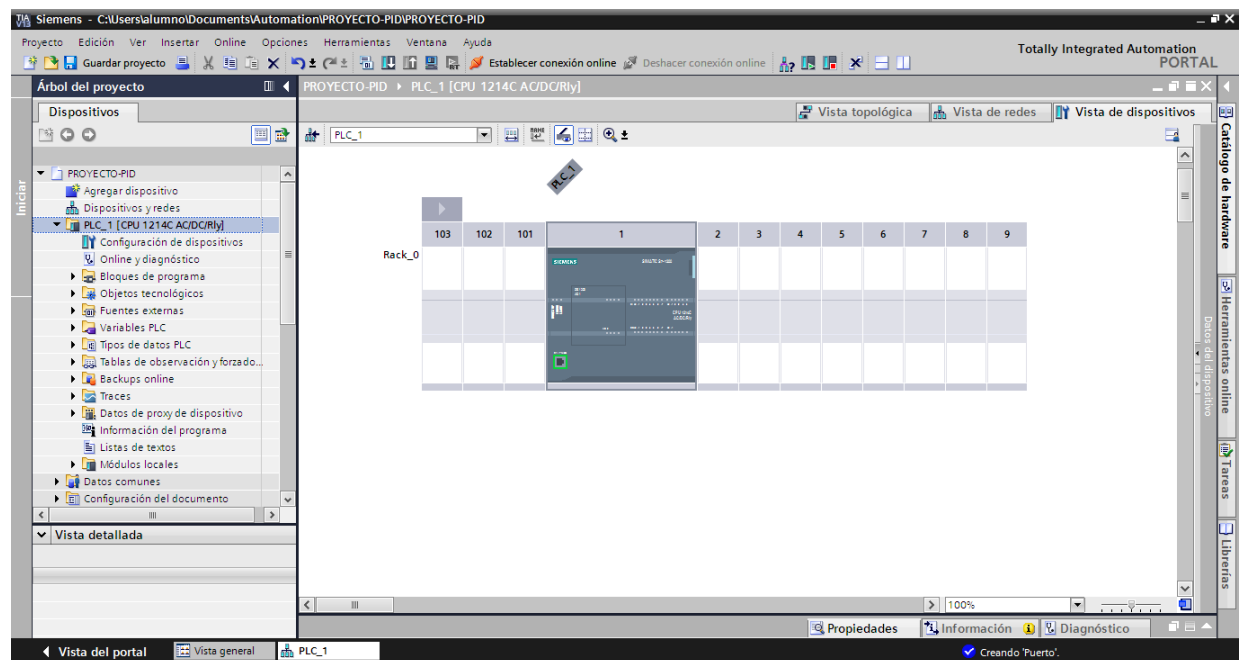 Siemens - C:\Users\alumno\Documents\Automation\PROYECTO-PID\PROYECTO-PID
Proyecto Edición Ver Insertar Online Opciones Herramientas Ventana Ayuda
Totally Integrated Automation
PORTAL
Guardar proyecto Establecer conexión online Deshacer conexión online
Árbol del proyecto
PROYECTO-PID PLC_1 [CPU 1214C AC/DC/Rly]
Dispositivos
Vista topológica Vista de redes Vista de dispositivos
PLC_1
PROYECTO-PID
Agregar dispositivo
Dispositivos y redes
PLC_1 [CPU 1214C AC/DC/Rly]
Configuración de dispositivos
Online y diagnóstico
Bloques de programa
Objetos tecnológicos
Fuentes externas
Variables PLC
Tipos de datos PLC
Tablas de observación y forzado...
Backups online
Traces
Datos de proxy de dispositivo
Información del programa
Listas de textos
Módulos locales
Datos comunes
Configuración del documento
Vista detallada
Iniciar
PLC_1
103 102 101 1 2 3 4 5 6 7 8 9
Rack_0
SIEMENS
100%
Datos del dispositivo
Catálogo de hardware
Herramientas online
Tareas
Librerías
Propiedades Información Diagnóstico
Vista del portal Vista general PLC_1
Creando 'Puerto'.